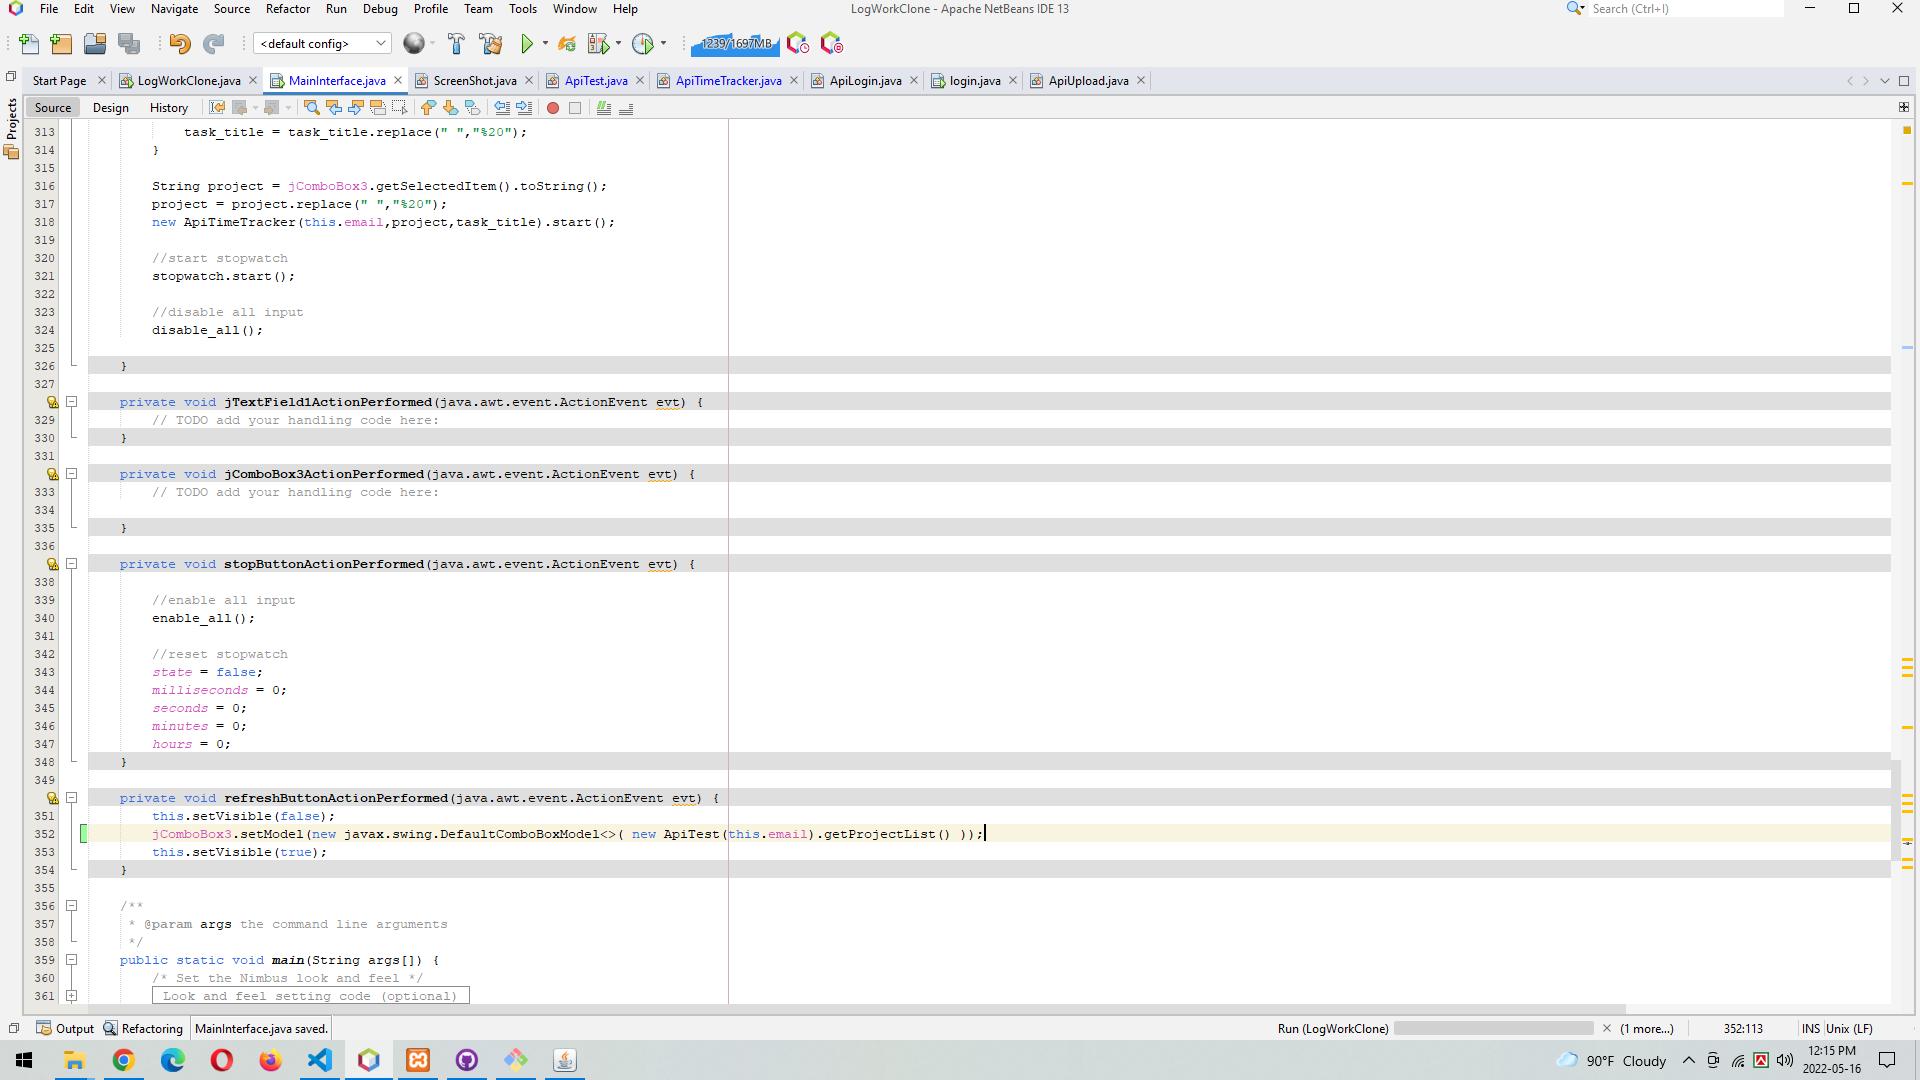 File Edit View Navigate Source Refactor Run Debug Profile Team Tools Window Help LogWorkClone - Apache NetBeans IDE 13 Search (Ctrl+I)
<default config> 1239/1697MB
Start Page LogWorkClone.java MainInterface.java ScreenShot.java ApiTest.java ApiTimeTracker.java ApiLogin.java login.java ApiUpload.java
Source Design History
Projects
313 task_title = task_title.replace(" ","%20");
314 }
315
316 String project = jComboBox3.getSelectedItem().toString();
317 project = project.replace(" ","%20");
318 new ApiTimeTracker(this.email,project,task_title).start();
319
320 //start stopwatch
321 stopwatch.start();
322
323 //disable all input
324 disable_all();
325
326 }
327
private void jTextField1ActionPerformed(java.awt.event.ActionEvent evt) {
329 // TODO add your handling code here:
330 }
331
private void jComboBox3ActionPerformed(java.awt.event.ActionEvent evt) {
333 // TODO add your handling code here:
334
335 }
336
private void stopButtonActionPerformed(java.awt.event.ActionEvent evt) {
338
339 //enable all input
340 enable_all();
341
342 //reset stopwatch
343 state = false;
344 milliseconds = 0;
345 seconds = 0;
346 minutes = 0;
347 hours = 0;
348 }
349
private void refreshButtonActionPerformed(java.awt.event.ActionEvent evt) {
351 this.setVisible(false);
352 jComboBox3.setModel(new javax.swing.DefaultComboBoxModel<>( new ApiTest(this.email).getProjectList() ));
353 this.setVisible(true);
354 }
355
356 /**
357 * @param args the command line arguments
358 */
359 public static void main(String args[]) {
360 /* Set the Nimbus look and feel */
361 Look and feel setting code (optional)
Output Refactoring MainInterface.java saved. Run (LogWorkClone) (1 more...) 352:113 INS Unix (LF)
90°F Cloudy 12:15 PM
2022-05-16